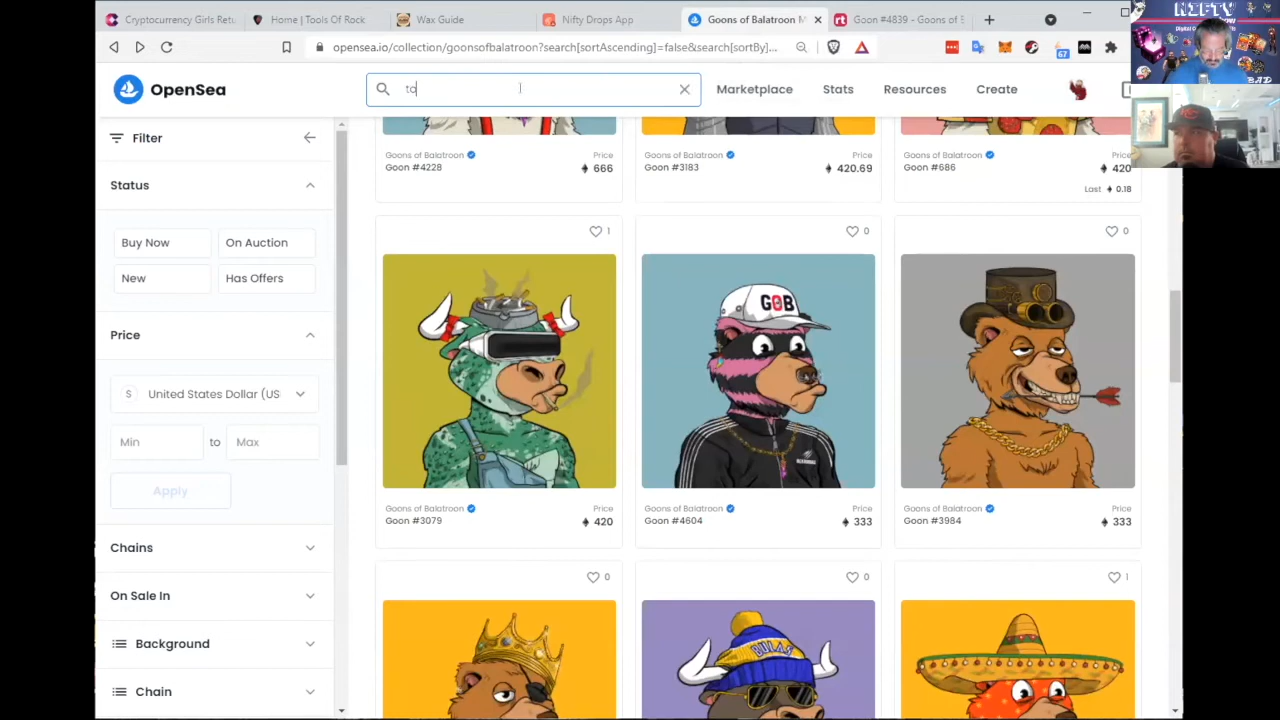 Cryptocurrency Girls Retu
Home | Tools Of Rock
Wax Guide
Nifty Drops App
Goons of Balatroon M
Goon #4839 - Goons of B
opensea.io/collection/goonsofbalatroon?search[sortAscending]=false&search[sortBy]...
67
NIFTY
OpenSea
ta
Marketplace
Stats
Resources
Create
Filter
Status
Buy Now
On Auction
New
Has Offers
Price
S United States Dollar (US
Min
to
Max
Apply
Chains
On Sale In
Background
Chain
Goons of Balatroon
Price
Goon #4228
666
Goons of Balatroon
Price
Goon #3183
420.69
Goons of Balatroon
Price
Goon #686
420
Last 0.18
1
0
0
GOB
Goons of Balatroon
Price
Goon #3079
420
Goons of Balatroon
Price
Goon #4604
333
Goons of Balatroon
Price
Goon #3984
333
0
0
1
BULLS